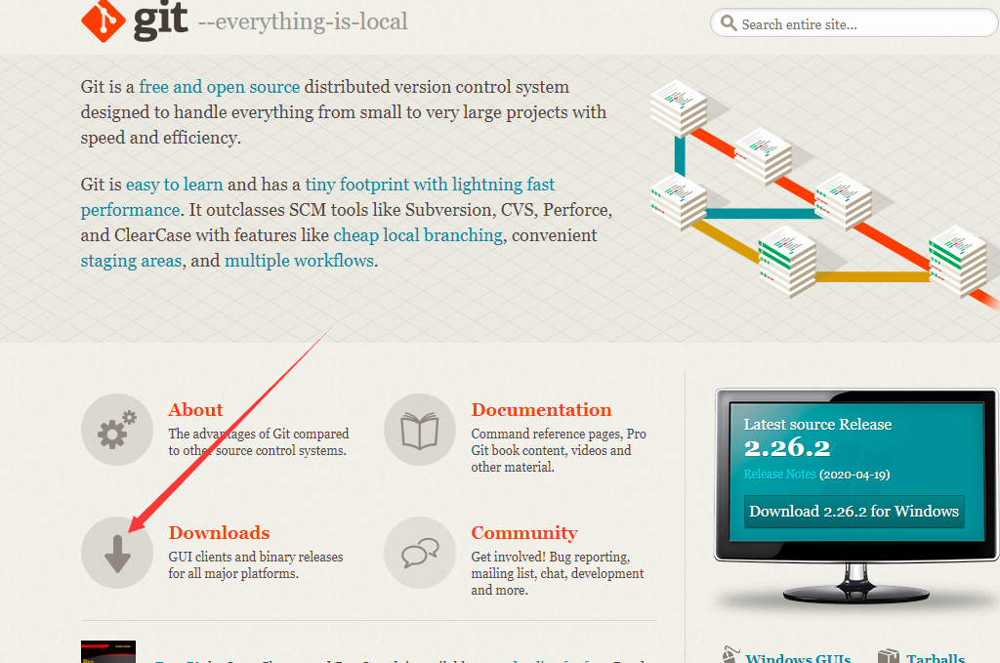 git --everything-is-local
Search entire site...
Git is a free and open source distributed version control system
designed to handle everything from small to very large projects with
speed and efficiency.
Git is easy to learn and has a tiny footprint with lightning fast
performance. It outclasses SCM tools like Subversion, CVS, Perforce,
and ClearCase with features like cheap local branching, convenient
staging areas, and multiple workflows.
About
The advantages of Git compared
to other source control systems.
Documentation
Command reference pages, Pro
Git book content, videos and
other material.
Downloads
GUI clients and binary releases
for all major platforms.
Community
Get involved! Bug reporting,
mailing list, chat, development
and more.
Latest source Release
2.26.2
Release Notes (2020-04-19)
Download 2.26.2 for Windows
Windows GUIs
Tarballs
Pro